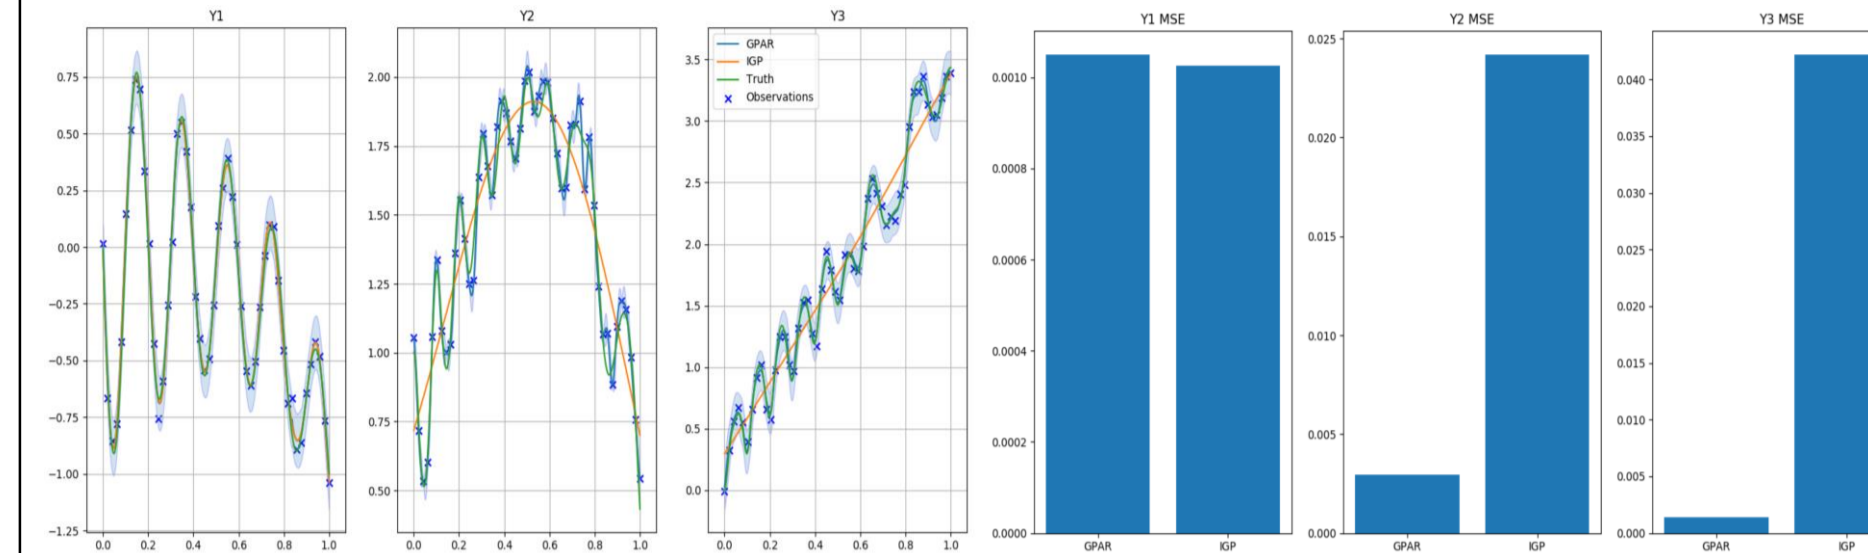 Y1
0.75
0.50
0.25
0.00
−0.25
−0.50
−0.75
−1.00
−1.25
0.0 0.2 0.4 0.6 0.8 1.0
Y2
2.00
1.75
1.50
1.25
1.00
0.75
0.50
0.0 0.2 0.4 0.6 0.8 1.0
Y3
GPAR
IGP
Truth
Observations
3.5
3.0
2.5
2.0
1.5
1.0
0.5
0.0
0.0 0.2 0.4 0.6 0.8 1.0
Y1 MSE
0.0010
0.0008
0.0006
0.0004
0.0002
0.0000
GPAR IGP
Y2 MSE
0.025
0.020
0.015
0.010
0.005
0.000
GPAR IGP
Y3 MSE
0.040
0.035
0.030
0.025
0.020
0.015
0.010
0.005
0.000
GPAR IGP